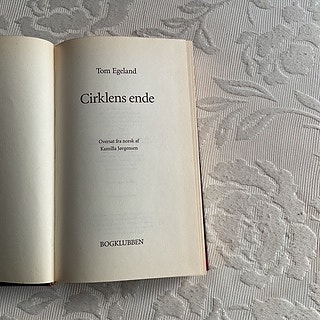 Tom Egeland
Cirklens ende
Oversat fra norsk af
Kamilla Jørgensen
BOGKLUBBEN